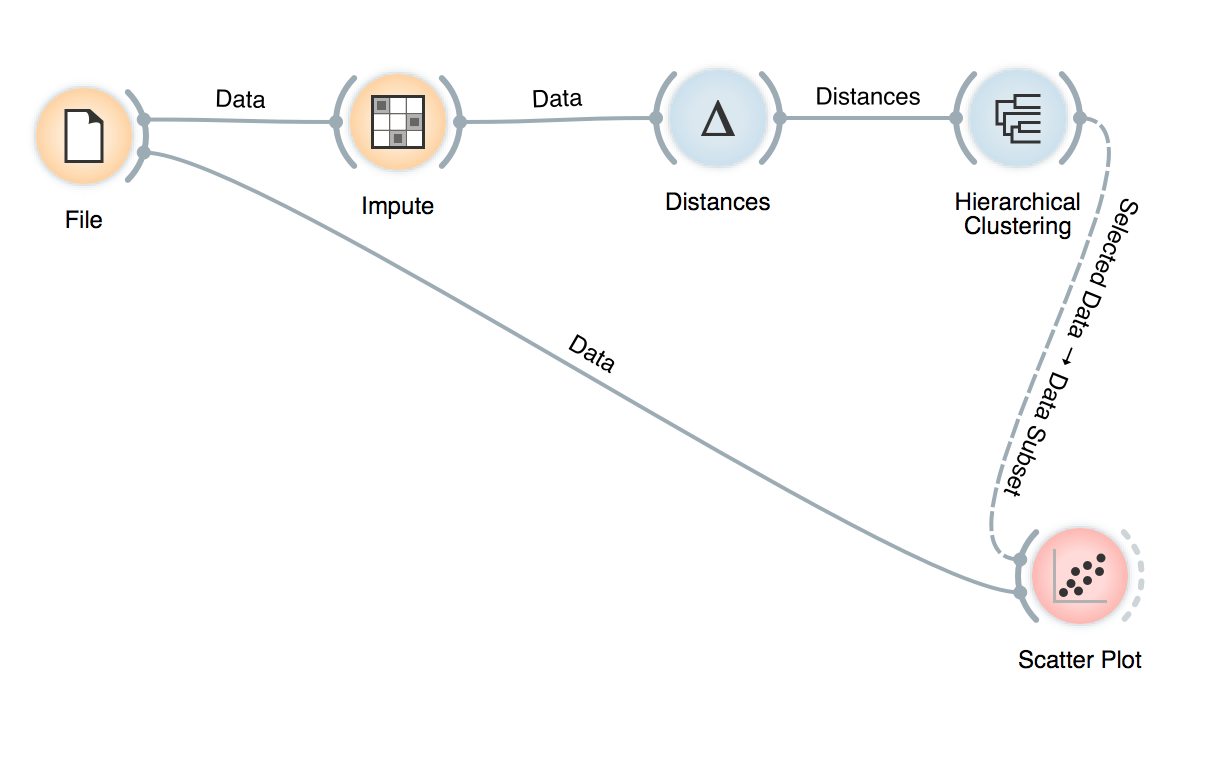 Data
Data
Distances
File
Impute
Distances
Hierarchical
Clustering
Selected Data → Data Subset
Data
Scatter Plot